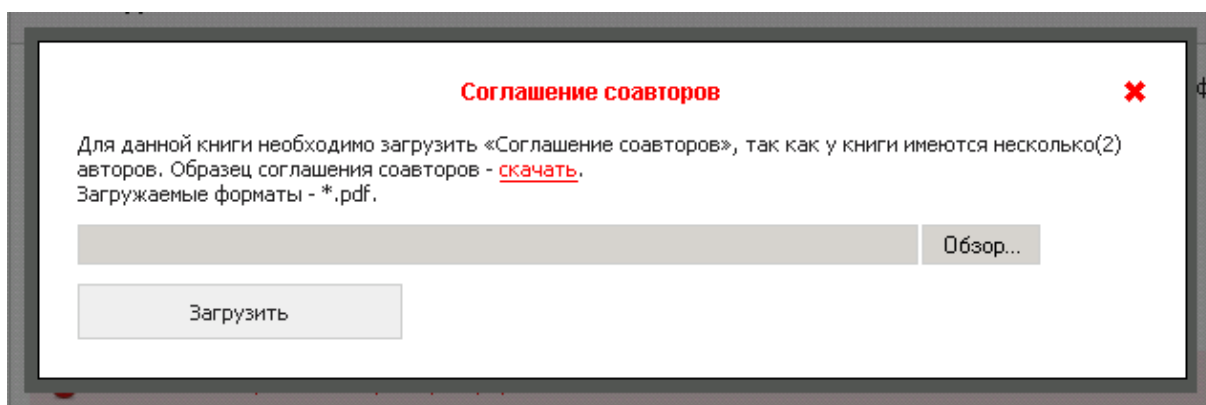 Соглашение соавторов
Для данной книги необходимо загрузить «Соглашение соавторов», так как у книги имеются несколько(2)
авторов. Образец соглашения соавторов - скачать.
Загружаемые форматы - *.pdf.
Обзор...
Загрузить